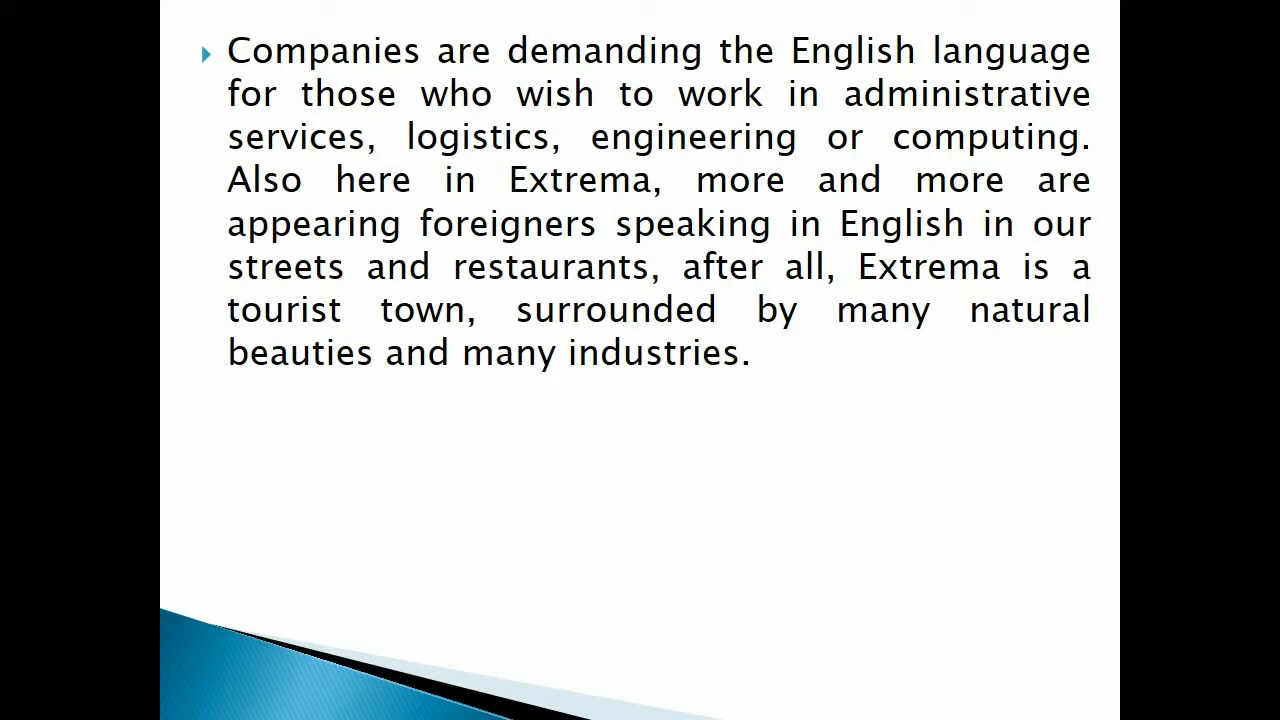 Companies are demanding the English language
for those who wish to work in administrative
services, logistics, engineering or computing.
Also here in Extrema, more and more are
appearing foreigners speaking in English in our
streets and restaurants, after all, Extrema is a
tourist town, surrounded by many natural
beauties and many industries.